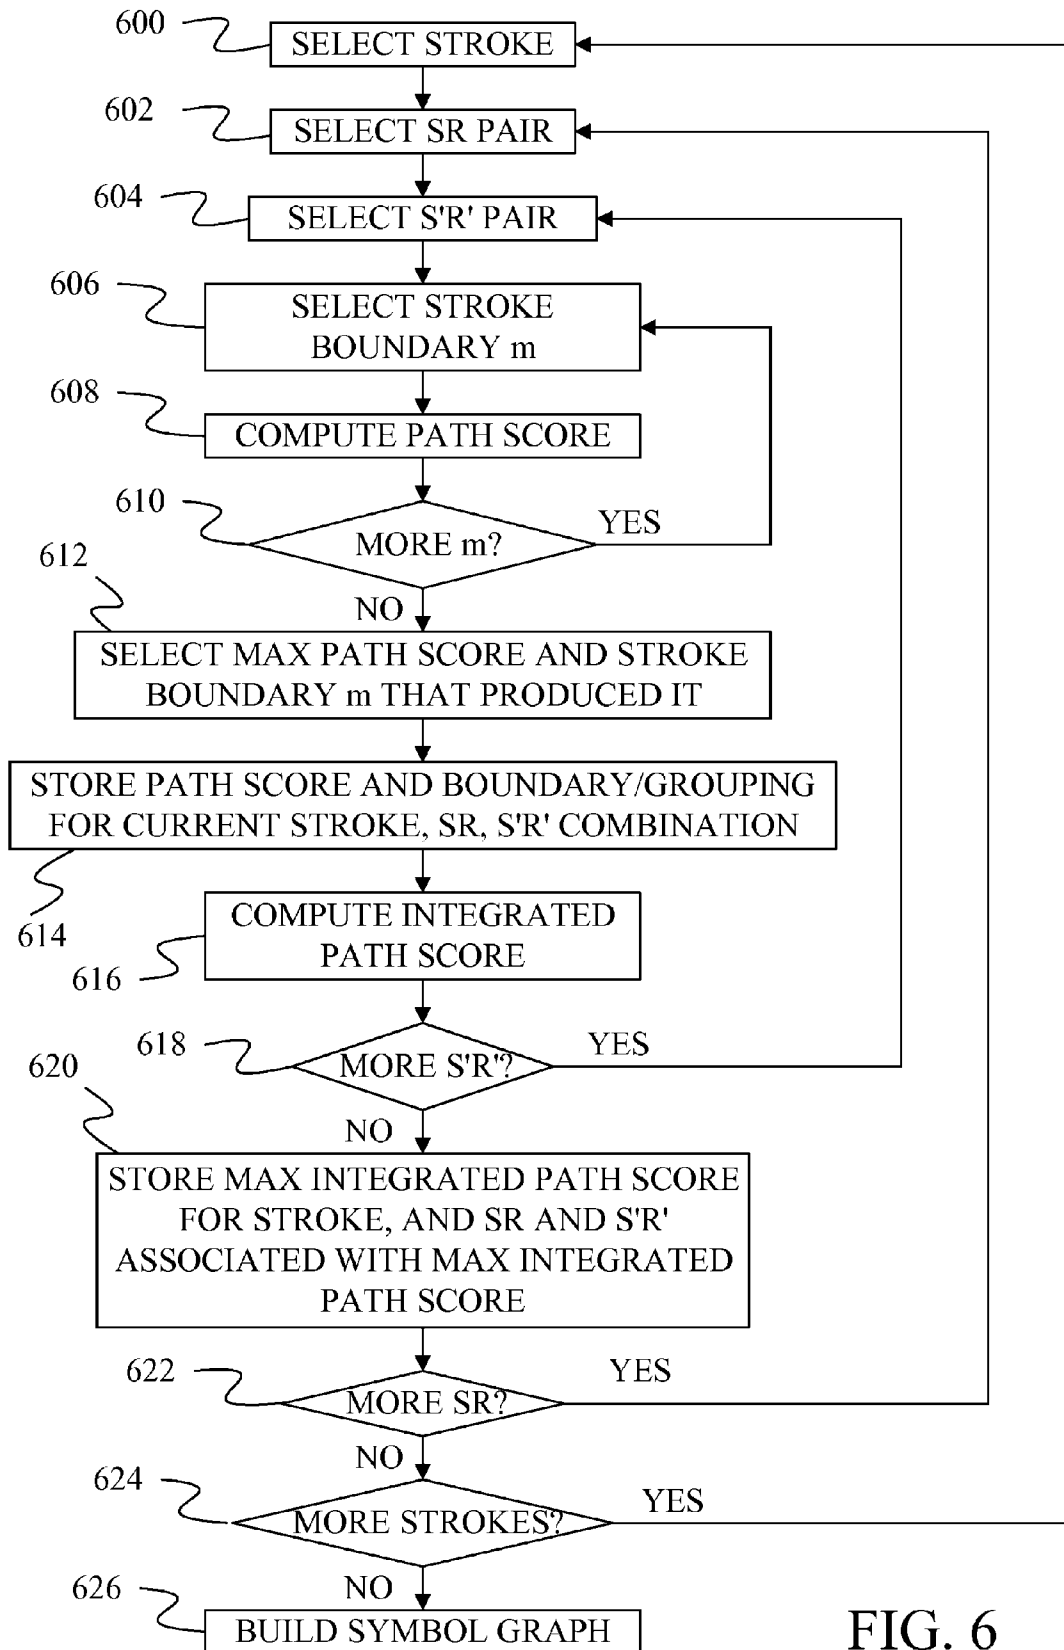 600
SELECT STROKE
602
SELECT SR PAIR
604
SELECT S'R' PAIR
606
SELECT STROKE
BOUNDARY m
608
COMPUTE PATH SCORE
610
MORE m?
YES
612
NO
SELECT MAX PATH SCORE AND STROKE
BOUNDARY m THAT PRODUCED IT
STORE PATH SCORE AND BOUNDARY/GROUPING
FOR CURRENT STROKE, SR, S'R' COMBINATION
614
COMPUTE INTEGRATED
PATH SCORE
616
618
MORE S'R'?
YES
620
NO
STORE MAX INTEGRATED PATH SCORE
FOR STROKE, AND SR AND S'R'
ASSOCIATED WITH MAX INTEGRATED
PATH SCORE
622
MORE SR?
YES
NO
624
MORE STROKES?
YES
NO
626
BUILD SYMBOL GRAPH
FIG. 6